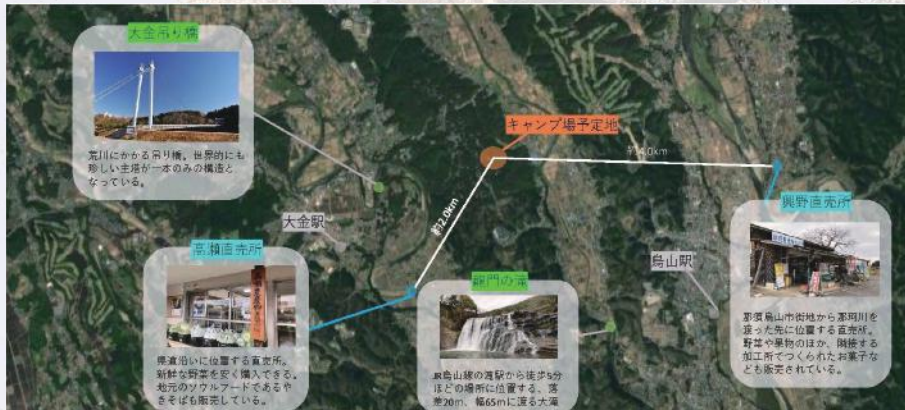 大金吊り橋
荒川にかかる吊り橋。世界的にも
珍しい主塔が一本のみの構造と
なっている。
キャンプ場予定地
約4.0km
約2.0km
大金駅
高瀬直売所
県道沿いに位置する直売所。
新鮮な野菜を安く購入できる。
地元のソウルフードであるや
きそばも販売している。
龍門の滝
JR烏山線の滝駅から徒歩5分
ほどの場所に位置する、落
差20m、幅65mに渡る大滝
烏山駅
興野直売所
那須烏山市街地から那珂川を
渡った先に位置する直売所。
野菜や果物のほか、隣接する
加工所でつくられたお菓子な
ども販売されている。